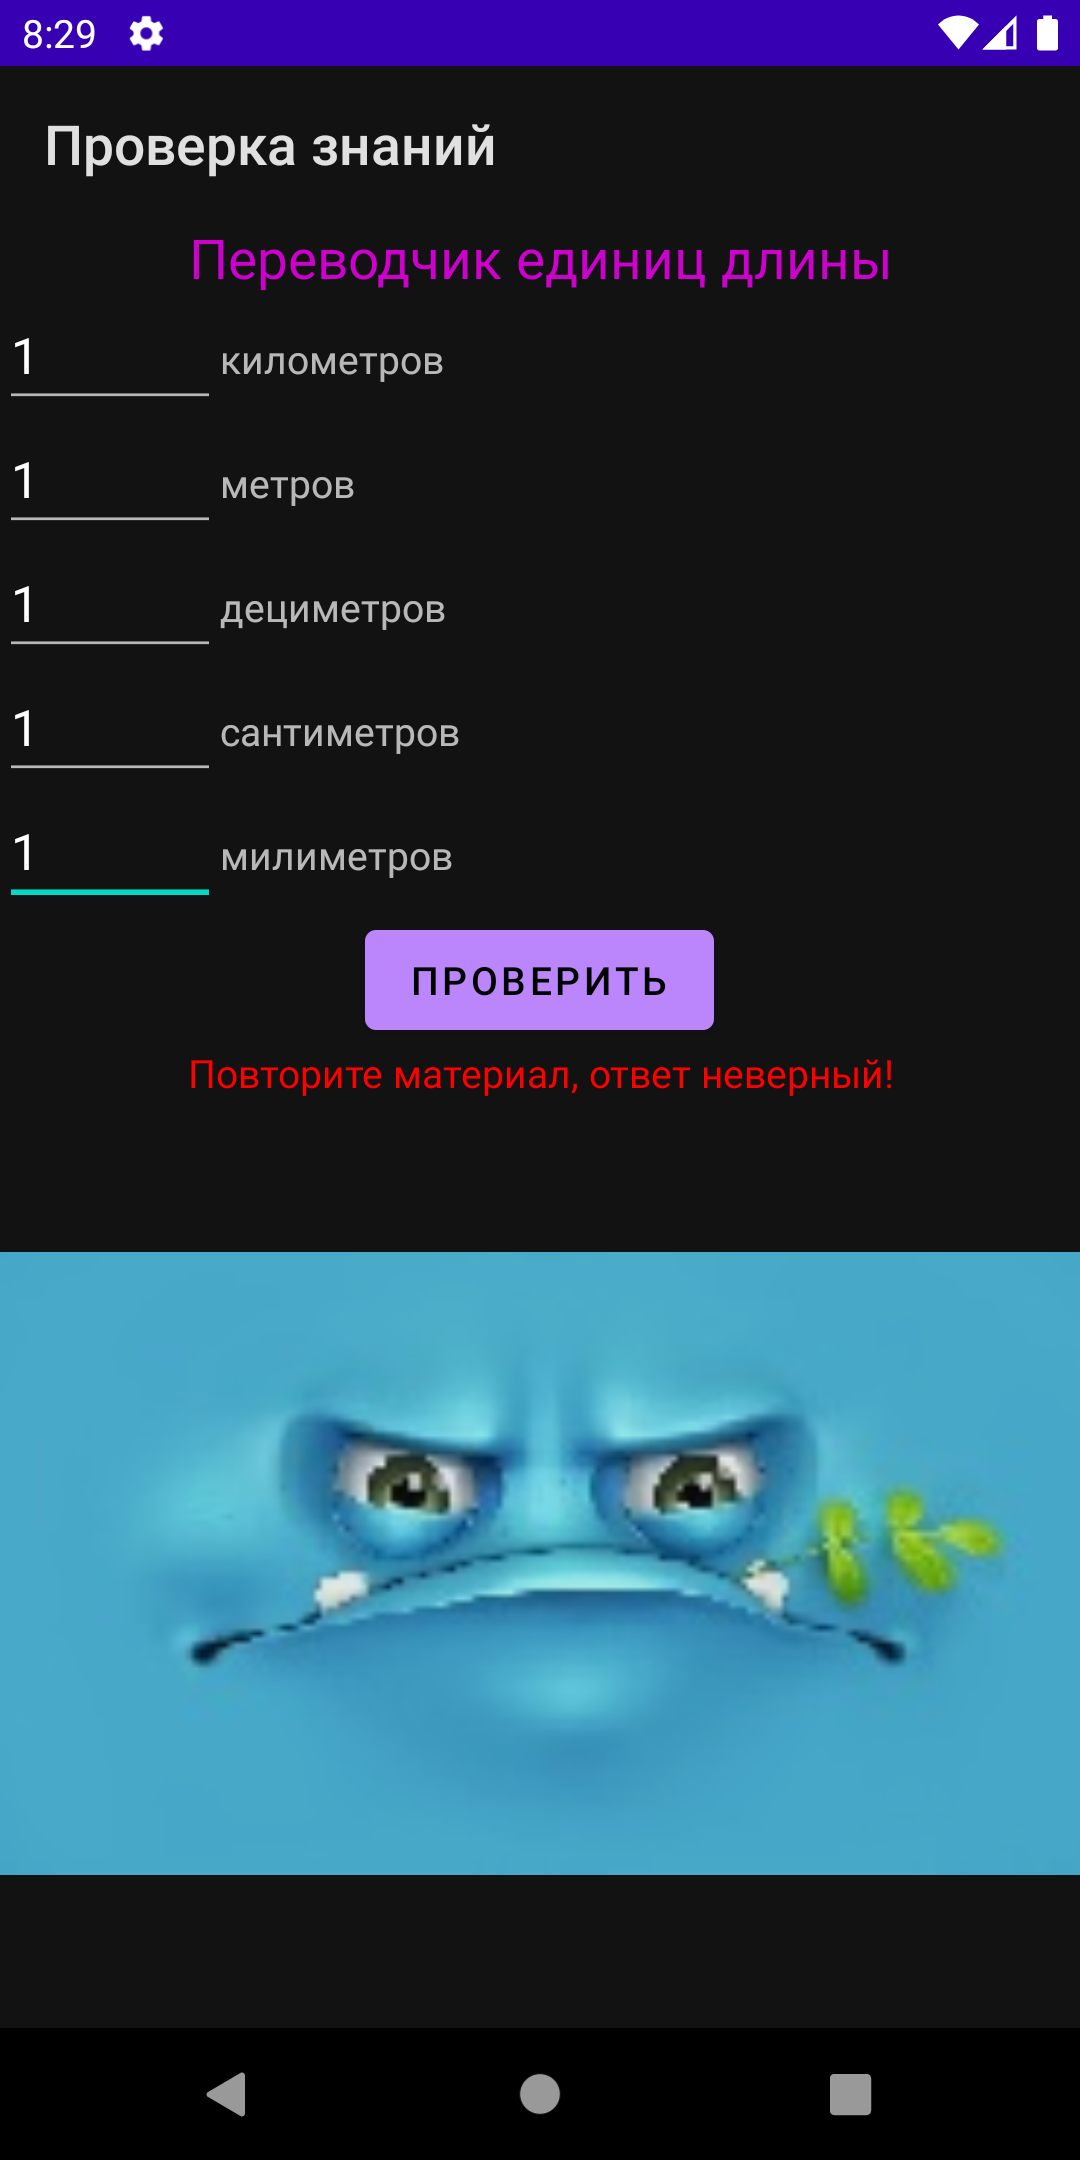 8:29
Проверка знаний
Переводчик единиц длины
1 километров
1 метров
1 дециметров
1 сантиметров
1 милиметров
ПРОВЕРИТЬ
Повторите материал, ответ неверный!